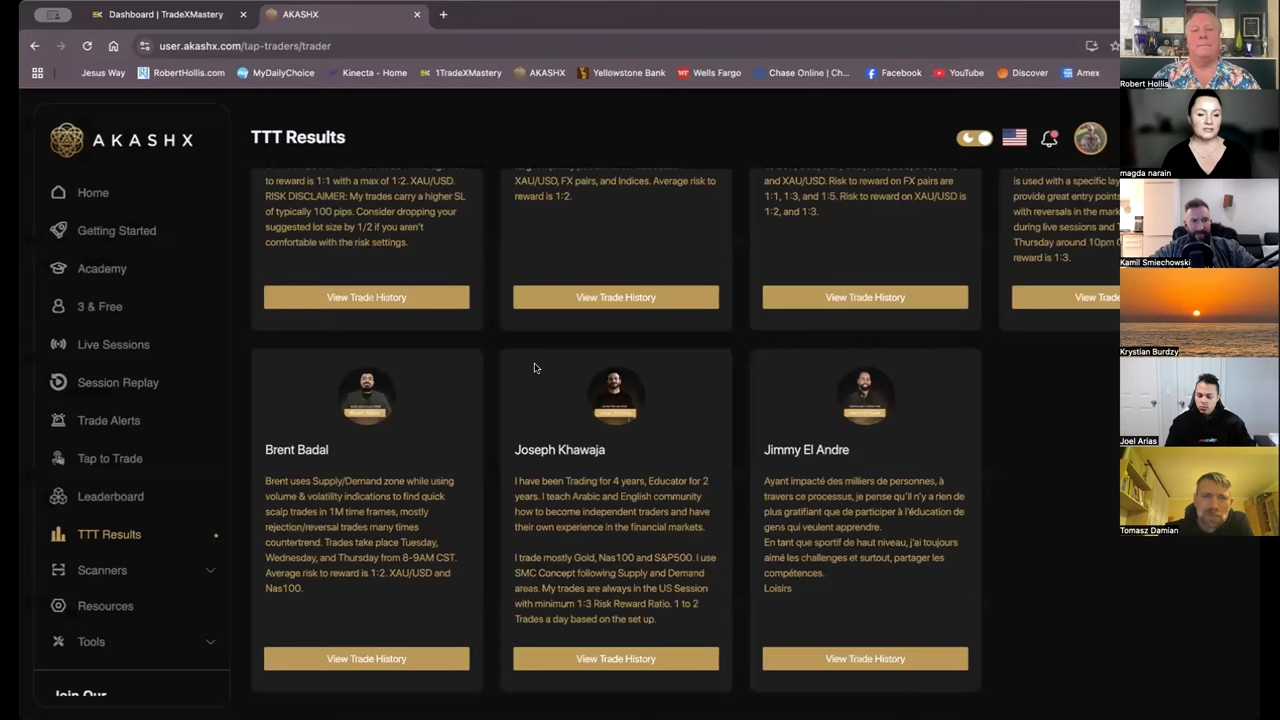 Dashboard | TradeXMastery
AKASHX
user.akashx.com/tap-traders/trader
Jesus Way
RobertHollis.com
MyDailyChoice
Kinecta - Home
1TradeXMastery
AKASHX
Yellowstone Bank
Wells Fargo
Chase Online | Ch...
Facebook
YouTube
Discover
Amex
AKASHX
Home
Getting Started
Academy
3 & Free
Live Sessions
Session Replay
Trade Alerts
Tap to Trade
Leaderboard
TTT Results
Scanners
Resources
Tools
Join Our
TTT Results
to reward is 1:1 with a max of 1:2. XAU/USD.
RISK DISCLAIMER: My trades carry a higher SL
of typically 100 pips. Consider dropping your
suggested lot size by 1/2 if you aren't
comfortable with the risk settings.
View Trade History
XAU/USD, FX pairs, and Indices. Average risk to
reward is 1:2.
View Trade History
and XAU/USD. Risk to reward on FX pairs are
1:1, 1:3, and 1:5. Risk to reward on XAU/USD is
1:2, and 1:3.
View Trade History
is used with a specific lay
provide great entry points
with reversals in the mark
during live sessions and T
Thursday around 10pm G
reward is 1:3.
View Trade
Brent Badal
Brent uses Supply/Demand zone while using
volume & volatility indications to find quick
scalp trades in 1M time frames, mostly
rejection/reversal trades many times
countertrend. Trades take place Tuesday,
Wednesday, and Thursday from 8-9AM CST.
Average risk to reward is 1:2. XAU/USD and
Nas100.
View Trade History
Joseph Khawaja
I have been Trading for 4 years, Educator for 2
years. I teach Arabic and English community
how to become independent traders and have
their own experience in the financial markets.
I trade mostly Gold, Nas100 and S&P500. I use
SMC Concept following Supply and Demand
areas. My trades are always in the US Session
with minimum 1:3 Risk Reward Ratio. 1 to 2
Trades a day based on the set up.
View Trade History
Jimmy El Andre
Ayant impacté des milliers de personnes, à
travers ce processus, je pense qu'il n'y a rien de
plus gratifiant que de participer à l'éducation de
gens qui veulent apprendre.
En tant que sportif de haut niveau, j'ai toujours
aimé les challenges et surtout, partager les
compétences.
Loisirs
View Trade History
Robert Hollis
magda narain
Kamil Smiechowski
Krystian Burdzy
Joel Arias
Tomasz Damian